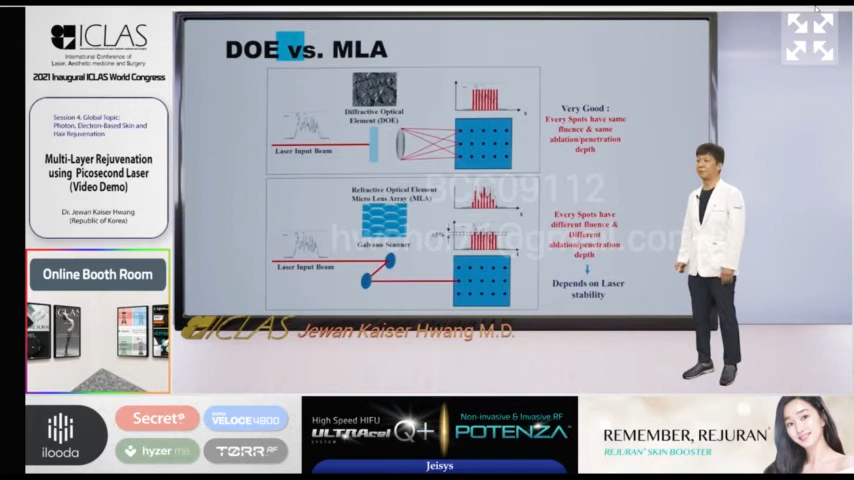 ICLAS
International Conference of
Laser, Aesthetic medicine and Surgery
2021 Inaugural ICLAS World Congress
Session 4. Global Topic:
Photon, Electron-Based Skin and
Hair Rejuvenation
Multi-Layer Rejuvenation
using Picosecond Laser
(Video Demo)
Dr. Jewan Kaiser Hwang
(Republic of Korea)
Online Booth Room
DOE vs. MLA
Diffractive Optical
Element (DOE)
Laser Input Beam
x
Very Good :
Every Spots have same
fluence & same
ablation/penetration
depth
Refractive Optical Element
Micro Lens Array (MLA)
Galvano Scanner
Laser Input Beam
x
±5%
x
Every Spots have
different fluence &
Different
ablation/penetration
depth
Depends on Laser
stability
ICLAS Jewan Kaiser Hwang M.D.
ilooda
Secret
VELOCE 4800
hyzer me
TORR RF
High Speed HIFU
ULTRAcel Q+
SYSTEM
Non-invasive & Invasive RF
POTENZA
Jeisys
REMEMBER, REJURAN®
REJURAN® SKIN BOOSTER